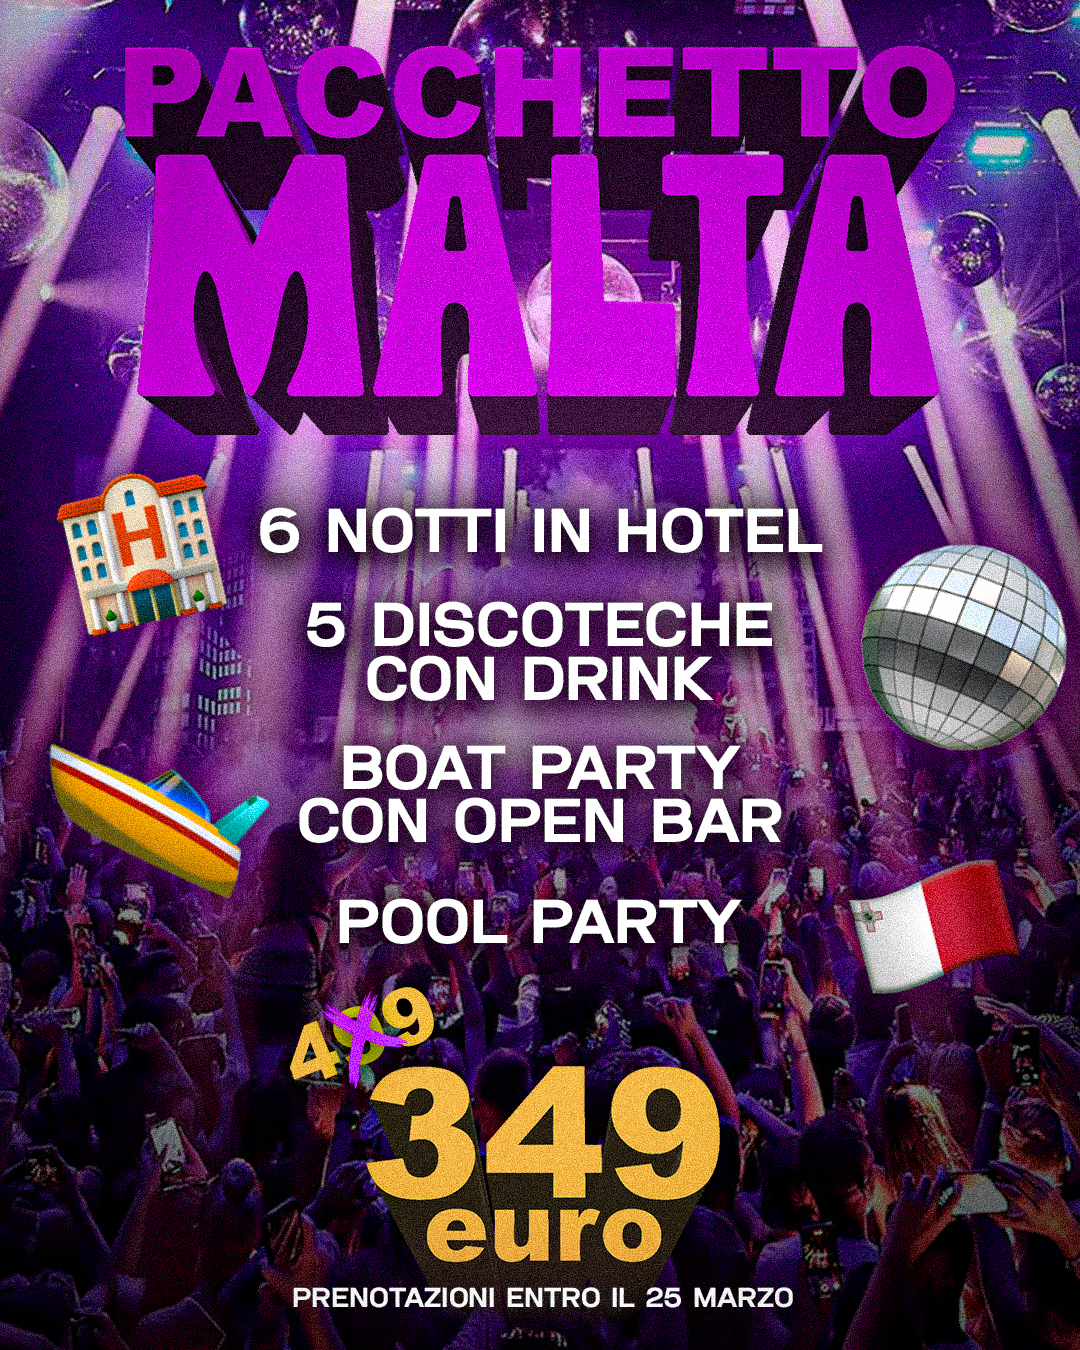 PACCHETTO
MALTA
H
6 NOTTI IN HOTEL
5 DISCOTECHE
CON DRINK
BOAT PARTY
CON OPEN BAR
POOL PARTY
349
euro
PRENOTAZIONI ENTRO IL 25 MARZO